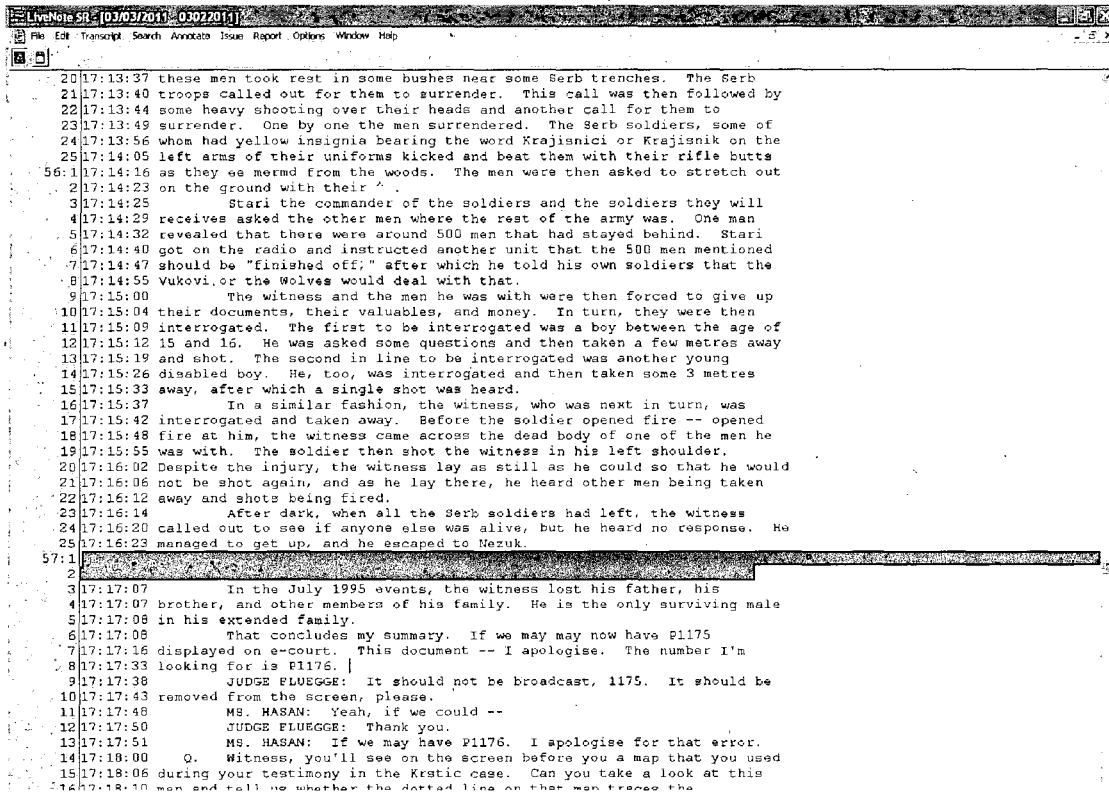 LiveNote SR - [03/03/2011, 03022011]
File Edit Transcript Search Annotate Issue Report Options Window Help
20 17:13:37 these men took rest in some bushes near some Serb trenches. The Serb
21 17:13:40 troops called out for them to surrender. This call was then followed by
22 17:13:44 some heavy shooting over their heads and another call for them to
23 17:13:49 surrender. One by one the men surrendered. The Serb soldiers, some of
24 17:13:56 whom had yellow insignia bearing the word Krajisnici or Krajisnik on the
25 17:14:05 left arms of their uniforms kicked and beat them with their rifle butts
56:1 17:14:16 as they ee mermd from the woods. The men were then asked to stretch out
2 17:14:23 on the ground with their ^ .
3 17:14:25 Stari the commander of the soldiers and the soldiers they will
4 17:14:29 receives asked the other men where the rest of the army was. One man
5 17:14:32 revealed that there were around 500 men that had stayed behind. Stari
6 17:14:40 got on the radio and instructed another unit that the 500 men mentioned
7 17:14:47 should be "finished off;" after which he told his own soldiers that the
8 17:14:55 Vukovi or the Wolves would deal with that.
9 17:15:00 The witness and the men he was with were then forced to give up
10 17:15:04 their documents, their valuables, and money. In turn, they were then
11 17:15:09 interrogated. The first to be interrogated was a boy between the age of
12 17:15:12 15 and 16. He was asked some questions and then taken a few metres away
13 17:15:19 and shot. The second in line to be interrogated was another young
14 17:15:26 disabled boy. He, too, was interrogated and then taken some 3 metres
15 17:15:33 away, after which a single shot was heard.
16 17:15:37 In a similar fashion, the witness, who was next in turn, was
17 17:15:42 interrogated and taken away. Before the soldier opened fire -- opened
18 17:15:48 fire at him, the witness came across the dead body of one of the men he
19 17:15:55 was with. The soldier then shot the witness in his left shoulder.
20 17:16:02 Despite the injury, the witness lay as still as he could so that he would
21 17:16:06 not be shot again, and as he lay there, he heard other men being taken
22 17:16:12 away and shots being fired.
23 17:16:14 After dark, when all the Serb soldiers had left, the witness
24 17:16:20 called out to see if anyone else was alive, but he heard no response. He
25 17:16:23 managed to get up, and he escaped to Nezuk.
57:1
2
3 17:17:07 In the July 1995 events, the witness lost his father, his
4 17:17:07 brother, and other members of his family. He is the only surviving male
5 17:17:08 in his extended family.
6 17:17:08 That concludes my summary. If we may may now have P1175
7 17:17:16 displayed on e-court. This document -- I apologise. The number I'm
8 17:17:33 looking for is P1176.
9 17:17:38 JUDGE FLUEGGE: It should not be broadcast, 1175. It should be
10 17:17:43 removed from the screen, please.
11 17:17:48 MS. HASAN: Yeah, if we could --
12 17:17:50 JUDGE FLUEGGE: Thank you.
13 17:17:51 MS. HASAN: If we may have P1176. I apologise for that error.
14 17:18:00 Q. Witness, you'll see on the screen before you a map that you used
15 17:18:06 during your testimony in the Krstic case. Can you take a look at this
16 17:18:10 map and tell us whether the dotted line on that map traces the